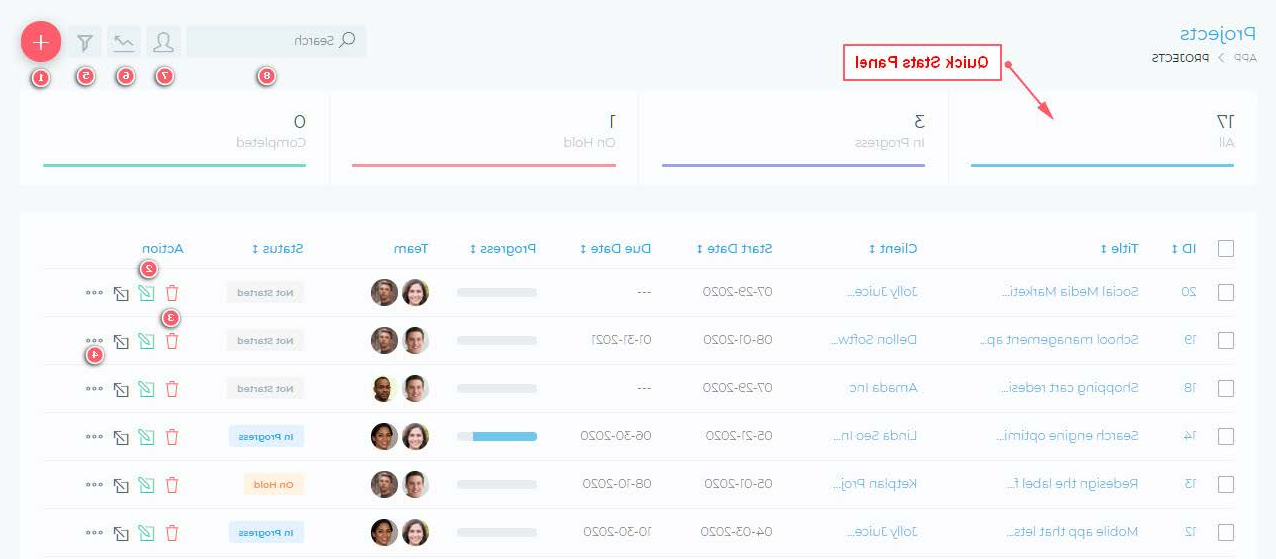 Projects
APP > PROJECTS
Quick Stats Panel
Search
1
5
6
7
8
17
All
3
In Progress
1
On Hold
0
Completed
ID Title Client Start Date Due Date Progress Team Status Action
2
20 Social Media Marketi... Jolly Juice... 07-29-2020 --- Not Started
3
19 School management ap... Dellon Softw... 08-01-2020 01-31-2021 Not Started
4
18 Shopping cart redesi... Amada Inc 07-29-2020 --- Not Started
14 Search engine optimi... Linda Seo In... 05-21-2020 06-30-2020 In Progress
13 Redesign the label f... Ketplan Proj... 05-01-2020 08-10-2020 On Hold
12 Mobile app that lets... Jolly Juice... 04-03-2020 10-30-2020 In Progress